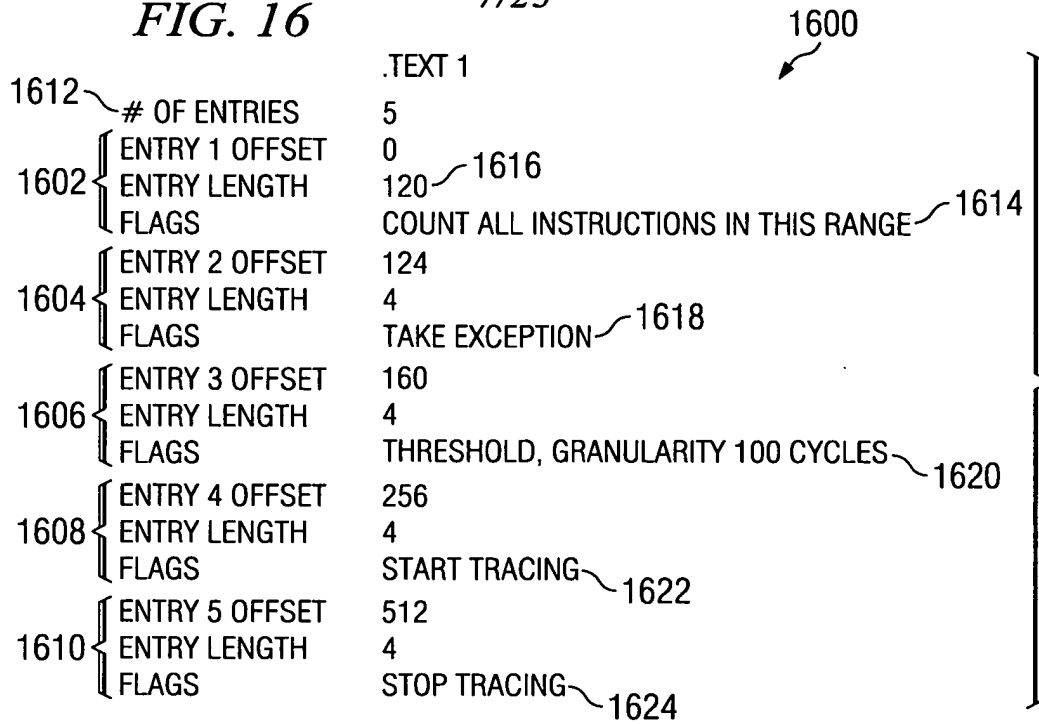 FIG. 16
1600
.TEXT 1
1612 # OF ENTRIES 5
ENTRY 1 OFFSET 0
1602 ENTRY LENGTH 120 1616
FLAGS COUNT ALL INSTRUCTIONS IN THIS RANGE 1614
ENTRY 2 OFFSET 124
1604 ENTRY LENGTH 4
FLAGS TAKE EXCEPTION 1618
ENTRY 3 OFFSET 160
1606 ENTRY LENGTH 4
FLAGS THRESHOLD, GRANULARITY 100 CYCLES 1620
ENTRY 4 OFFSET 256
1608 ENTRY LENGTH 4
FLAGS START TRACING 1622
ENTRY 5 OFFSET 512
1610 ENTRY LENGTH 4
FLAGS STOP TRACING 1624